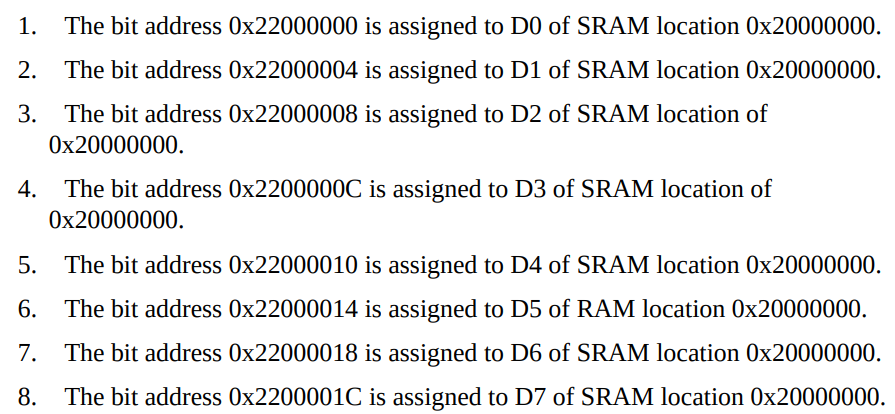 1. The bit address 0x22000000 is assigned to D0 of SRAM location 0x20000000.
2. The bit address 0x22000004 is assigned to D1 of SRAM location 0x20000000.
3. The bit address 0x22000008 is assigned to D2 of SRAM location of
0x20000000.
4. The bit address 0x2200000C is assigned to D3 of SRAM location of
0x20000000.
5. The bit address 0x22000010 is assigned to D4 of SRAM location 0x20000000.
6. The bit address 0x22000014 is assigned to D5 of RAM location 0x20000000.
7. The bit address 0x22000018 is assigned to D6 of SRAM location 0x20000000.
8. The bit address 0x2200001C is assigned to D7 of SRAM location 0x20000000.